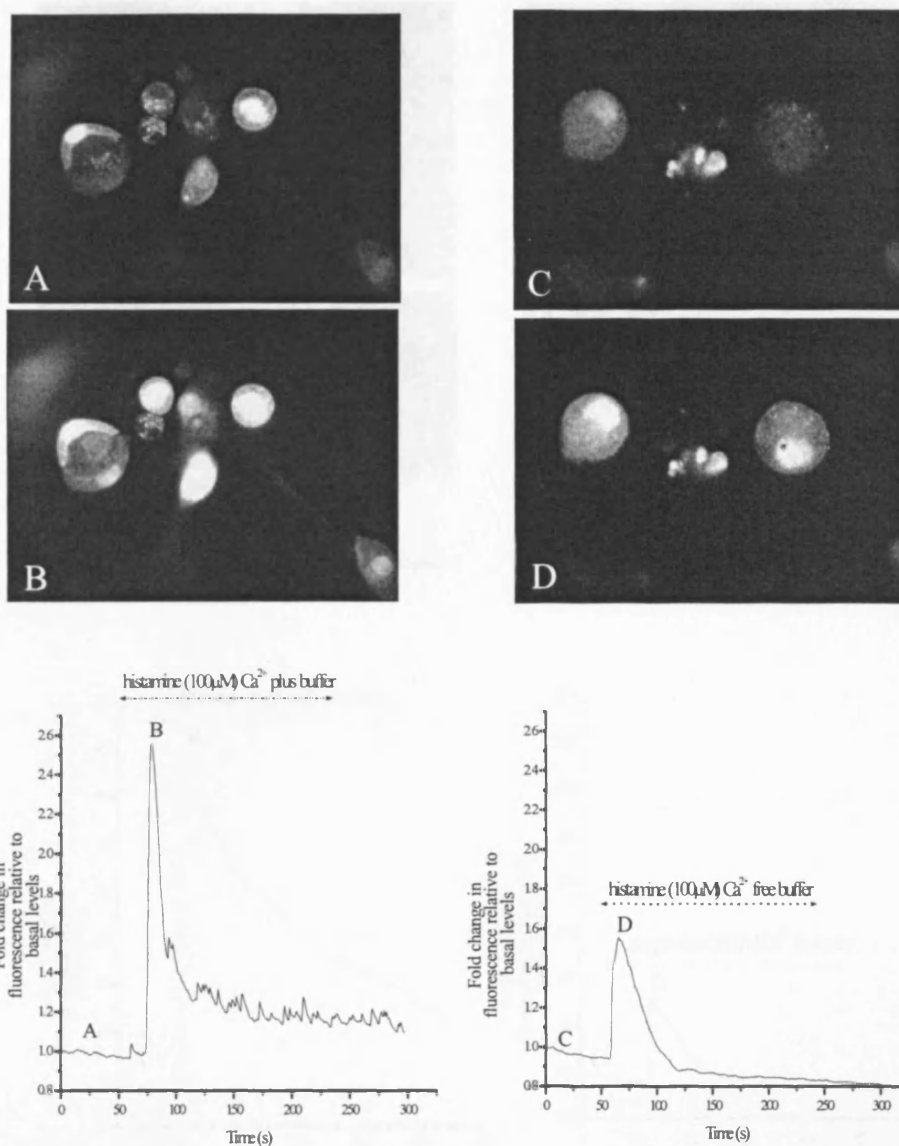 A
C
B
D
histamine (100μM) Ca²⁺ plus buffer
B
A
2.6
2.4
2.2
2.0
1.8
1.6
1.4
1.2
1.0
0.8
0
50
100
150
200
250
300
Time (s)
Fold change in
fluorescence relative to
basal levels
histamine (100μM) Ca²⁺ free buffer
D
C
2.6
2.4
2.2
2.0
1.8
1.6
1.4
1.2
1.0
0.8
0
50
100
150
200
250
300
Time (s)
Fold change in
fluorescence relative to
basal levels